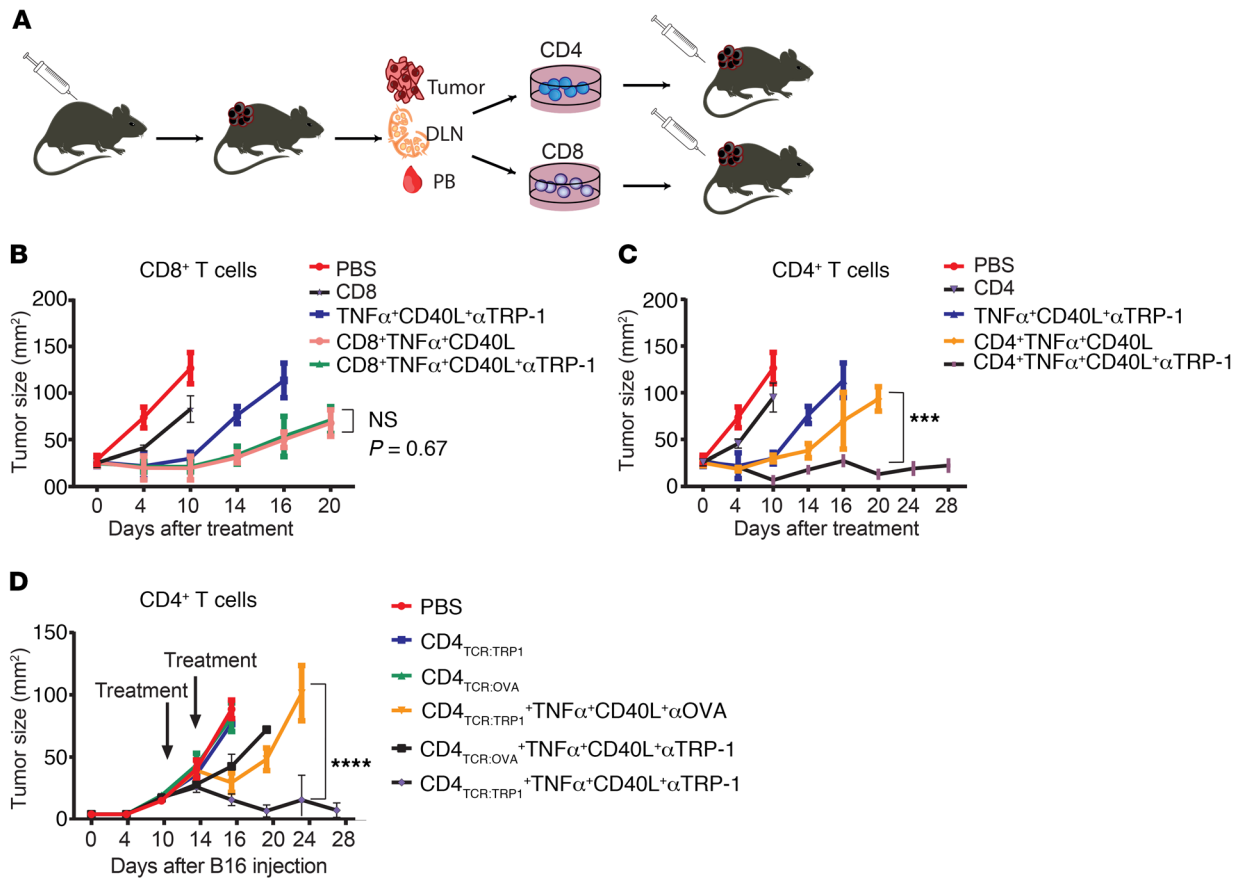 A
Tumor
DLN
PB
CD4
CD8
B
CD8⁺ T cells
PBS
CD8
TNFα⁺CD40L⁺αTRP-1
CD8⁺TNFα⁺CD40L
CD8⁺TNFα⁺CD40L⁺αTRP-1
Tumor size (mm²)
200
150
100
50
00
0 4 10 14 16 20
Days after treatment
NS
P = 0.67
C
CD4⁺ T cells
PBS
CD4
TNFα⁺CD40L⁺αTRP-1
CD4⁺TNFα⁺CD40L
CD4⁺TNFα⁺CD40L⁺αTRP-1
Tumor size (mm²)
200
150
100
50
0
0 4 10 14 16 20 24 28
Days after treatment
***
D
CD4⁺ T cells
PBS
CD4TCR:TRP1
CD4TCR:OVA
CD4TCR:TRP1⁺TNFα⁺CD40L⁺αOVA
CD4TCR:OVA⁺TNFα⁺CD40L⁺αTRP-1
CD4TCR:TRP1⁺TNFα⁺CD40L⁺αTRP-1
Tumor size (mm²)
150
100
50
0
Treatment
Treatment
****
0 4 10 14 16 20 24 28
Days after B16 injection